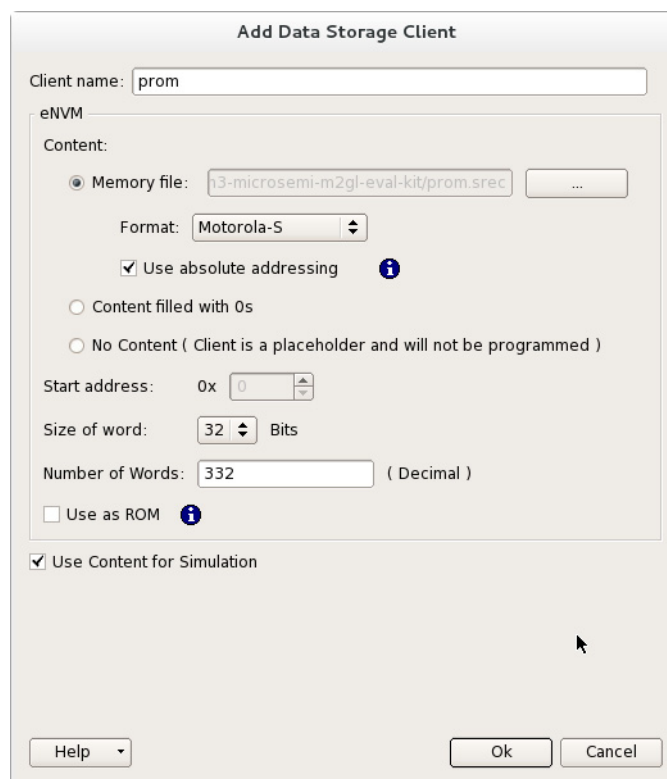 Add Data Storage Client
Client name: prom
eNVM
Content:
Memory file: n3-microsemi-m2gl-eval-kit/prom.srec ...
Format: Motorola-S
Use absolute addressing
Content filled with 0s
No Content ( Client is a placeholder and will not be programmed )
Start address: 0x 0
Size of word: 32 Bits
Number of Words: 332 ( Decimal )
Use as ROM
Use Content for Simulation
Help Ok Cancel